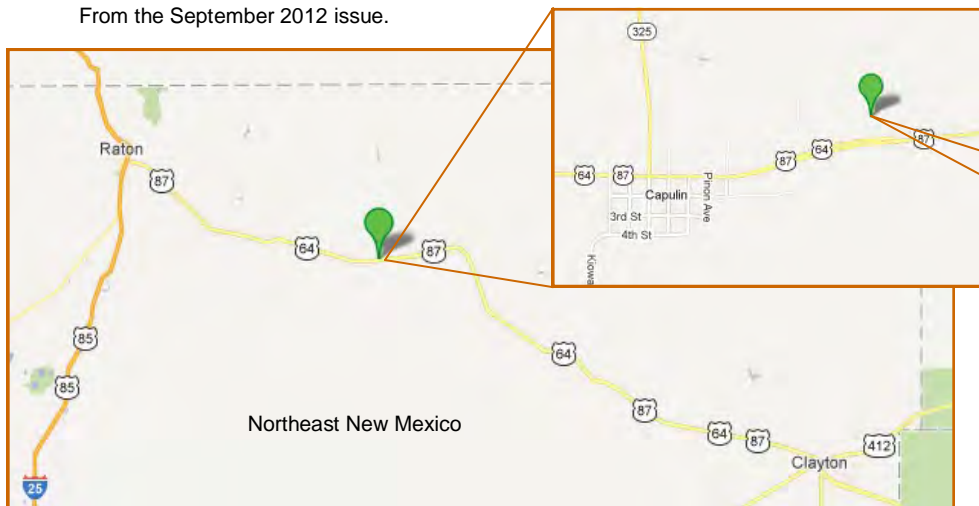 From the September 2012 issue.
325
64
87
87
64
87
Capulin
Pinon Ave
3rd St
4th St
Kiowa
Raton
87
64
87
85
85
64
87
64
87
412
Clayton
25
Northeast New Mexico